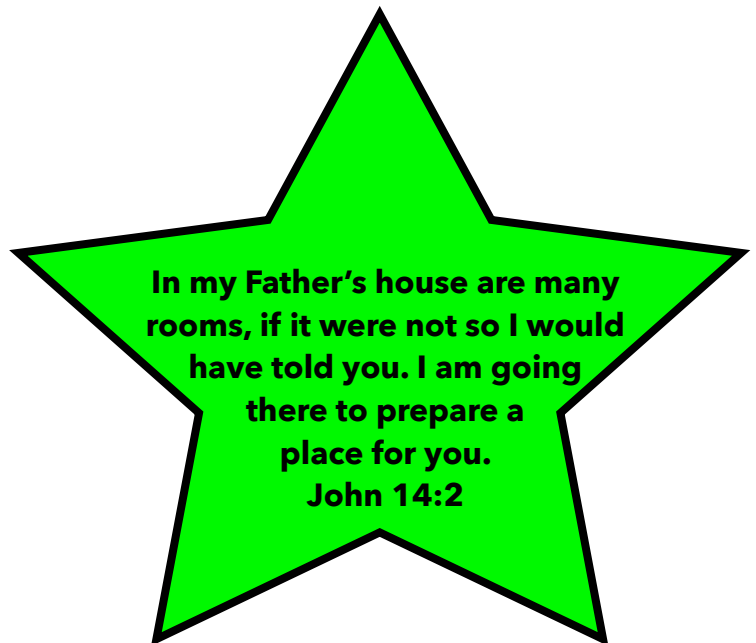 In my Father’s house are many
rooms, if it were not so I would
have told you. I am going
there to prepare a
place for you.
John 14:2